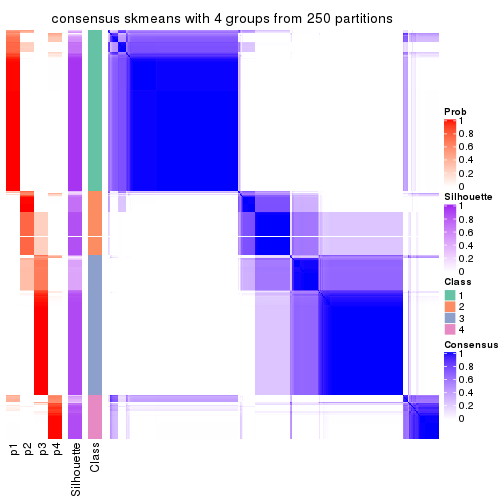 consensus skmeans with 4 groups from 250 partitions
p1
p2
p3
p4
Silhouette
Class
Prob
1
0.8
0.6
0.4
0.2
0
Silhouette
1
0.8
0.6
0.4
0.2
0
Class
1
2
3
4
Consensus
1
0.8
0.6
0.4
0.2
0